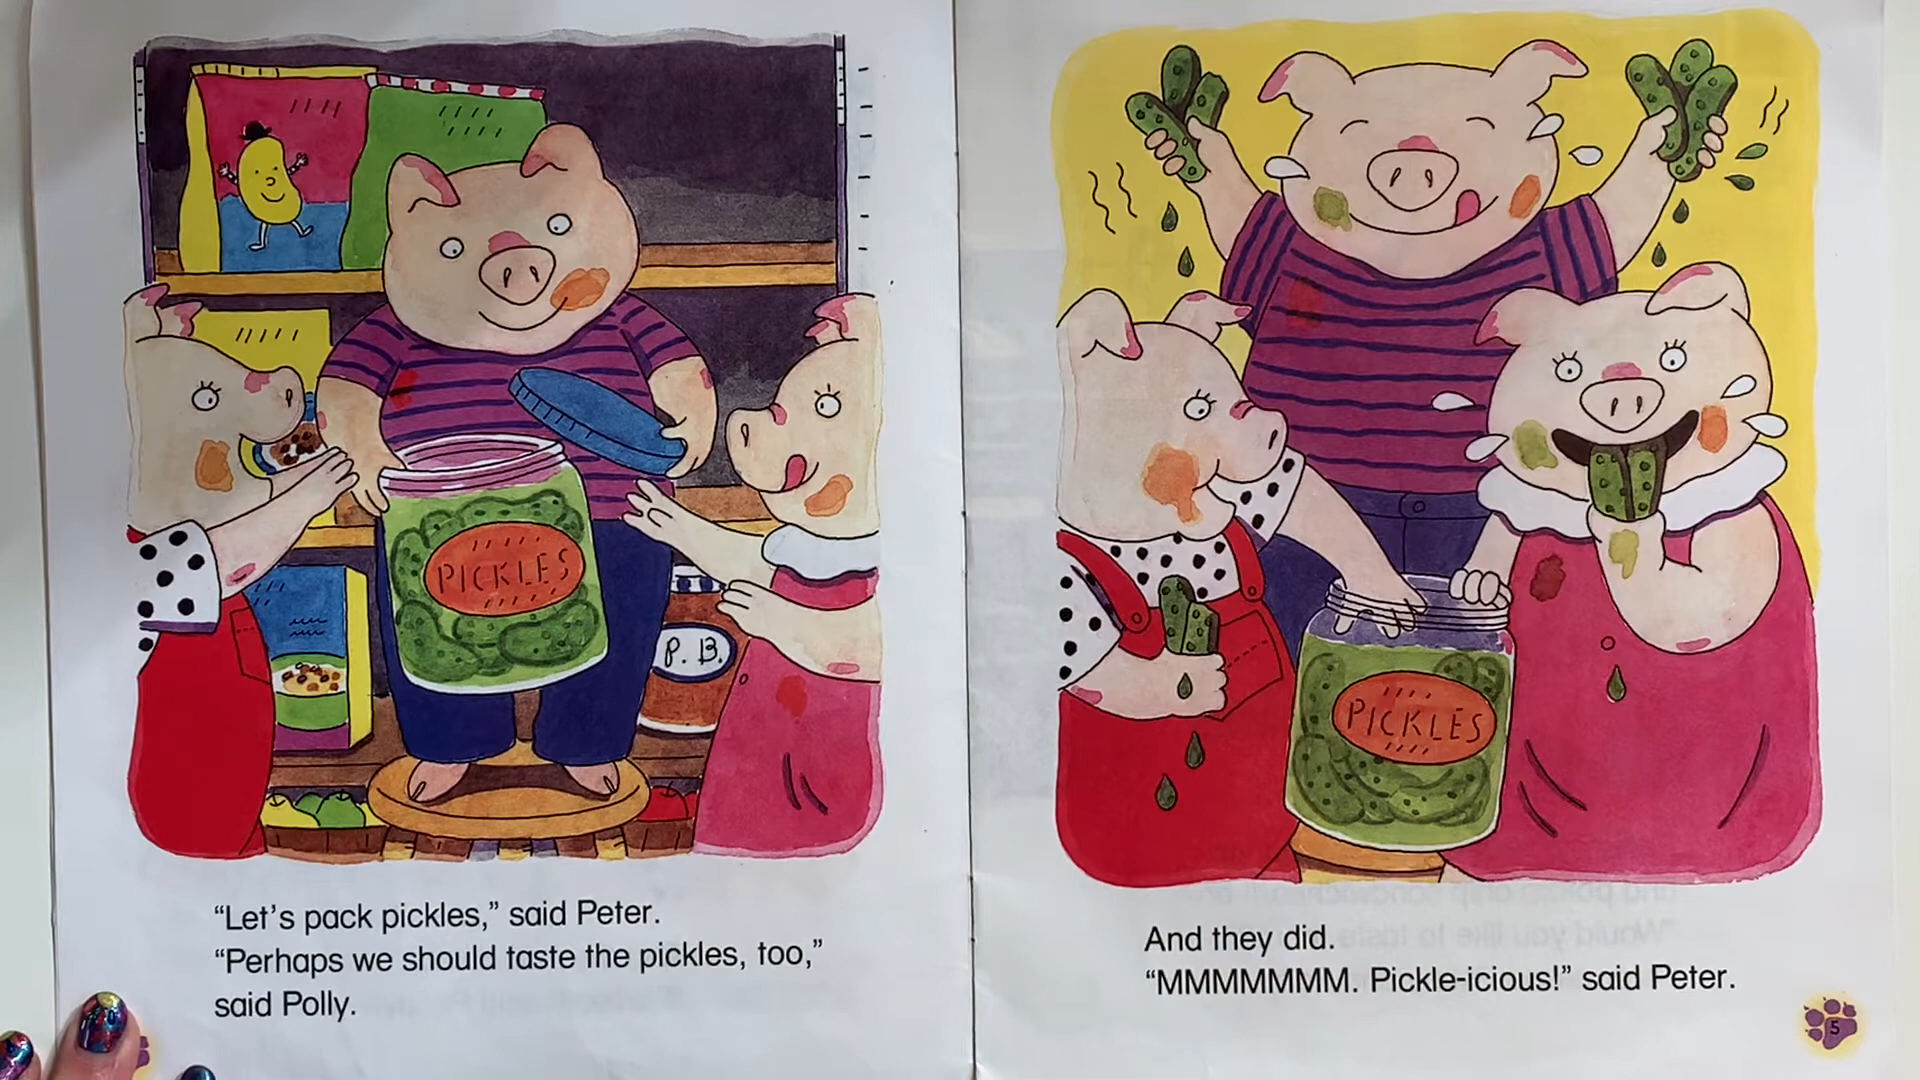 PICKLES
P. B.
“Let’s pack pickles,” said Peter.
“Perhaps we should taste the pickles, too,”
said Polly.
PICKLES
And they did.
“MMMMMMM. Pickle-icious!” said Peter.
5